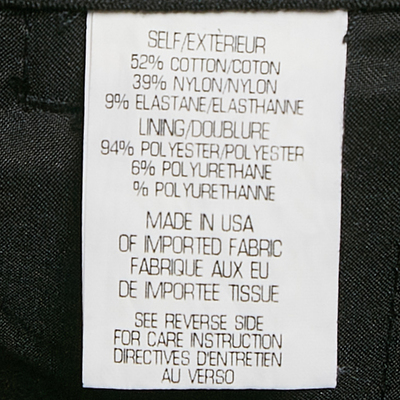 SELF/EXTÈRIEUR
52% COTTON/COTON
39% NYLON/NYLON
9% ELASTANE/ELASTHANNE
LINING/DOUBLURE
94% POLYESTER/POLYESTER
6% POLYURETHANE
% POLYURETHANNE
MADE IN USA
OF IMPORTED FABRIC
FABRIQUE AUX EU
DE IMPORTEE TISSUE
SEE REVERSE SIDE
FOR CARE INSTRUCTION
DIRECTIVES D'ENTRETIEN
AU VERSO